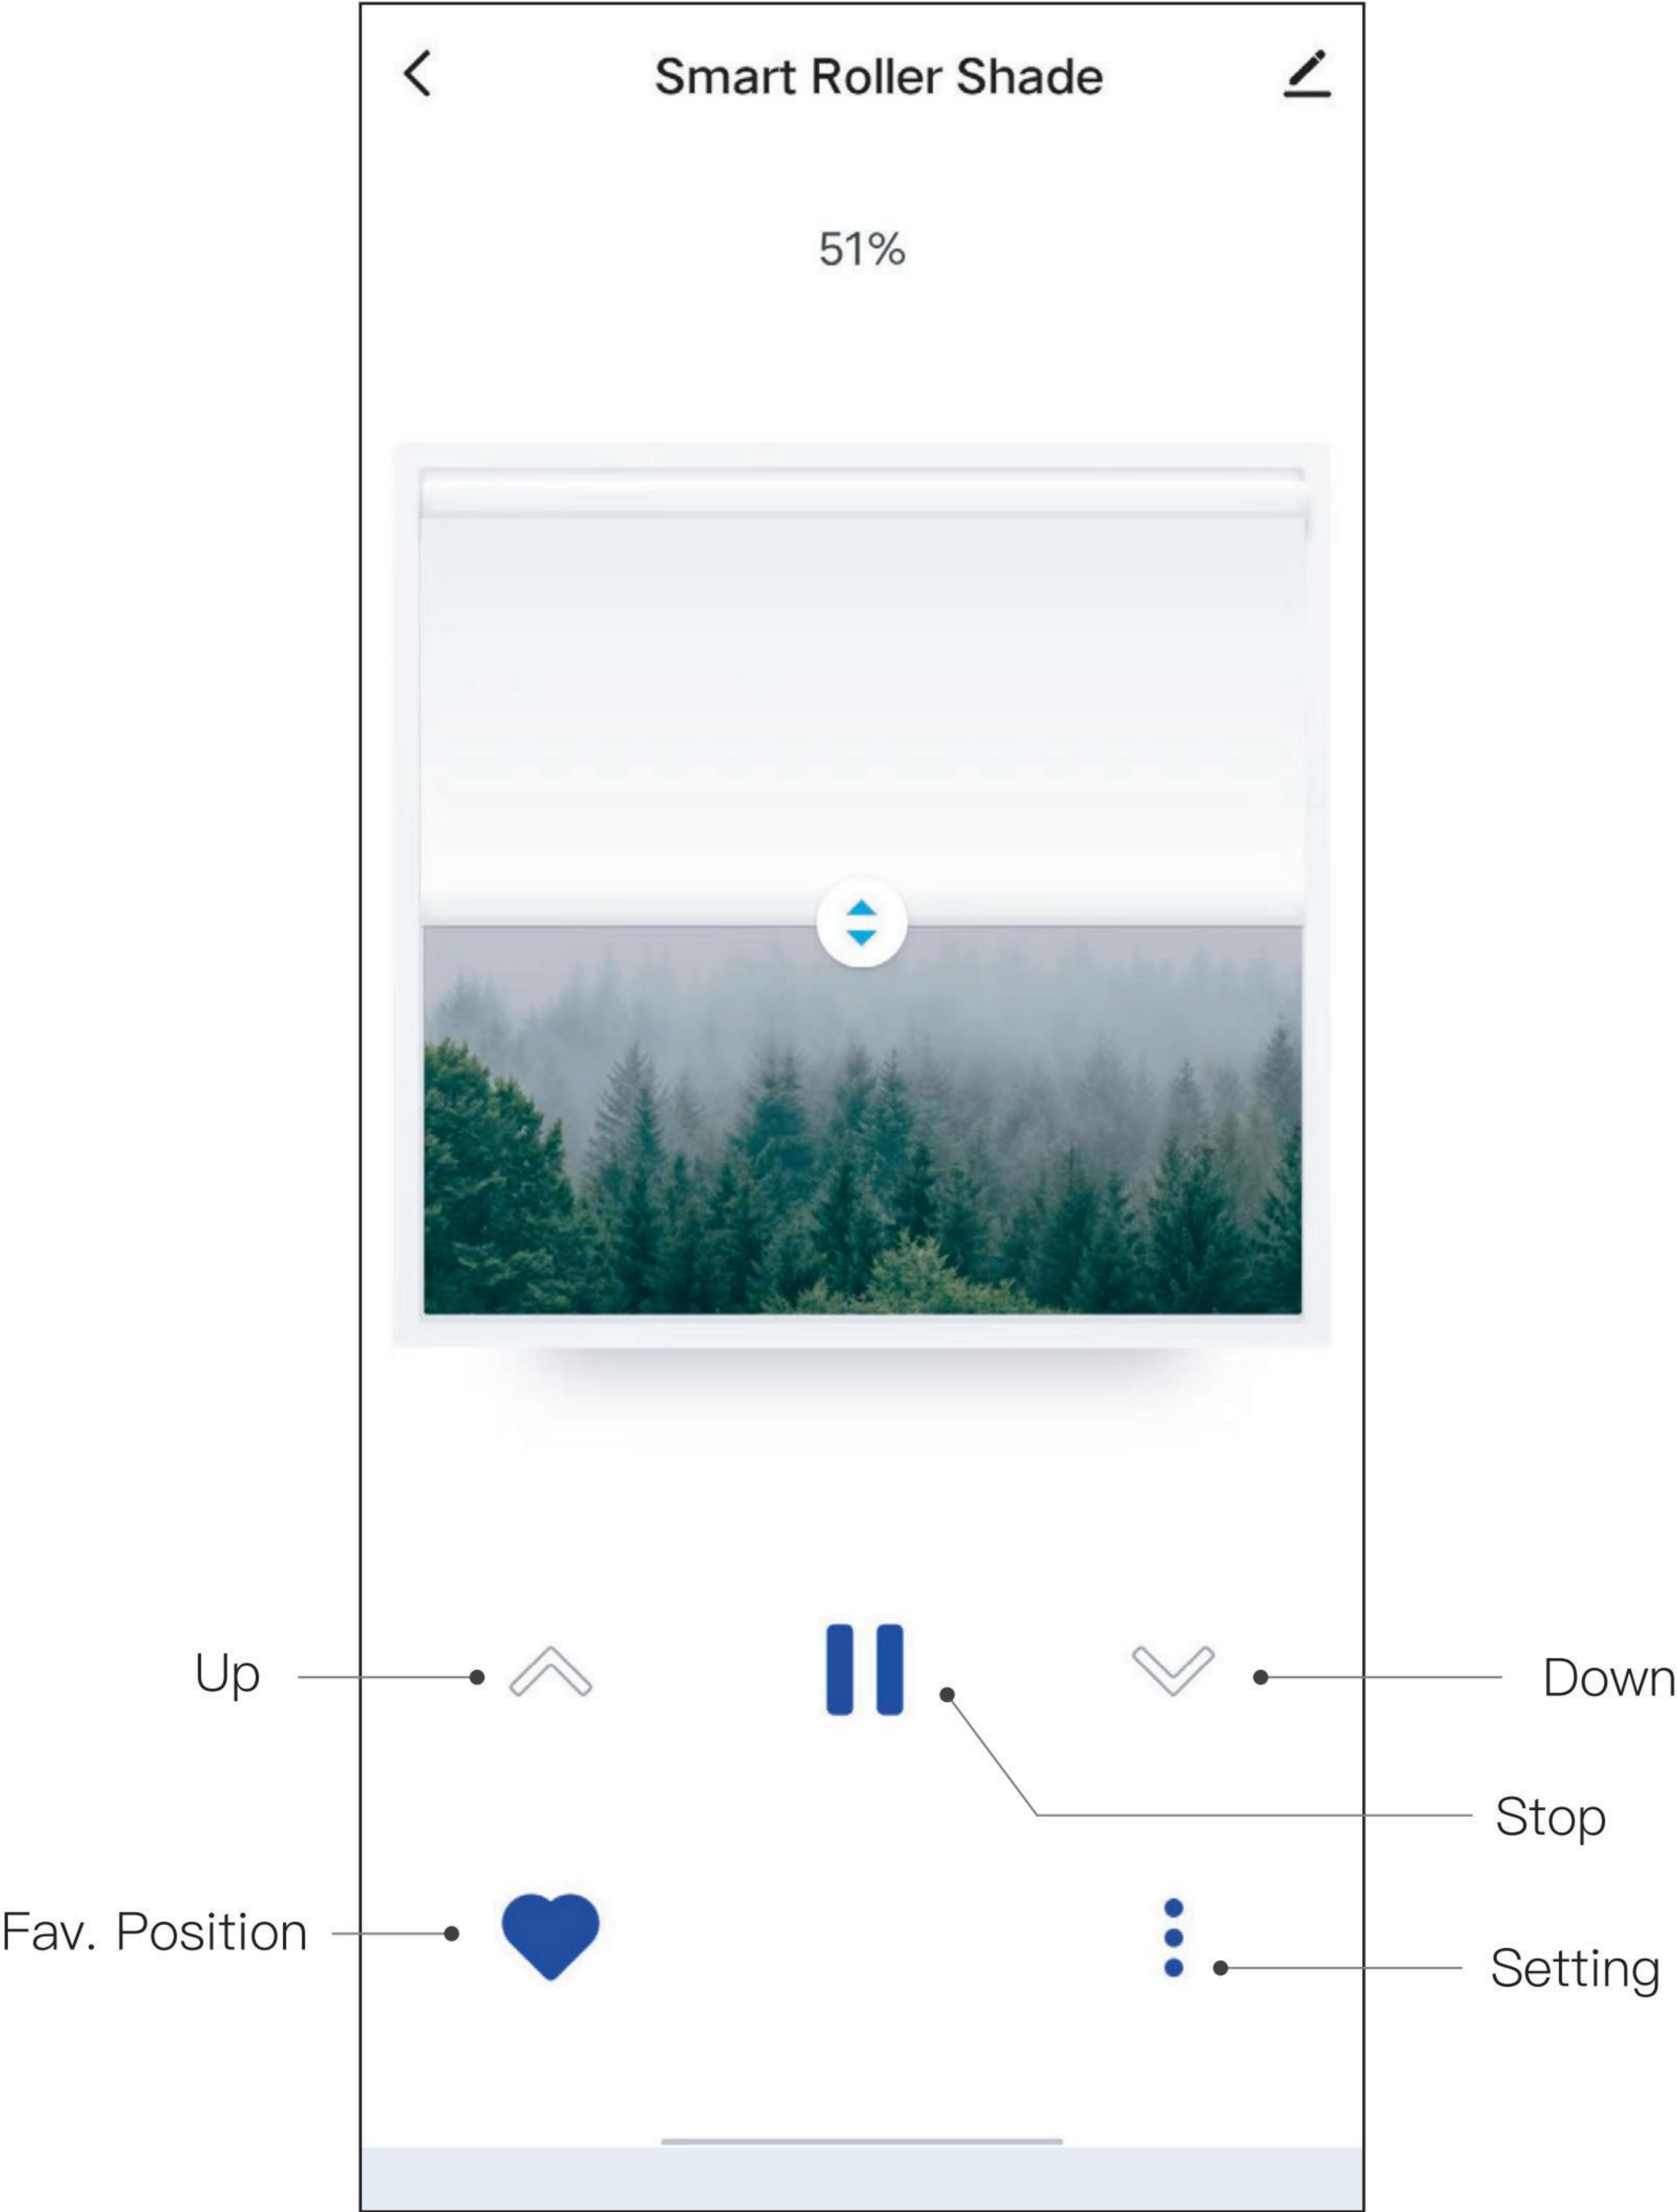 Smart Roller Shade
51%
Up
Down
Stop
Fav. Position
Setting